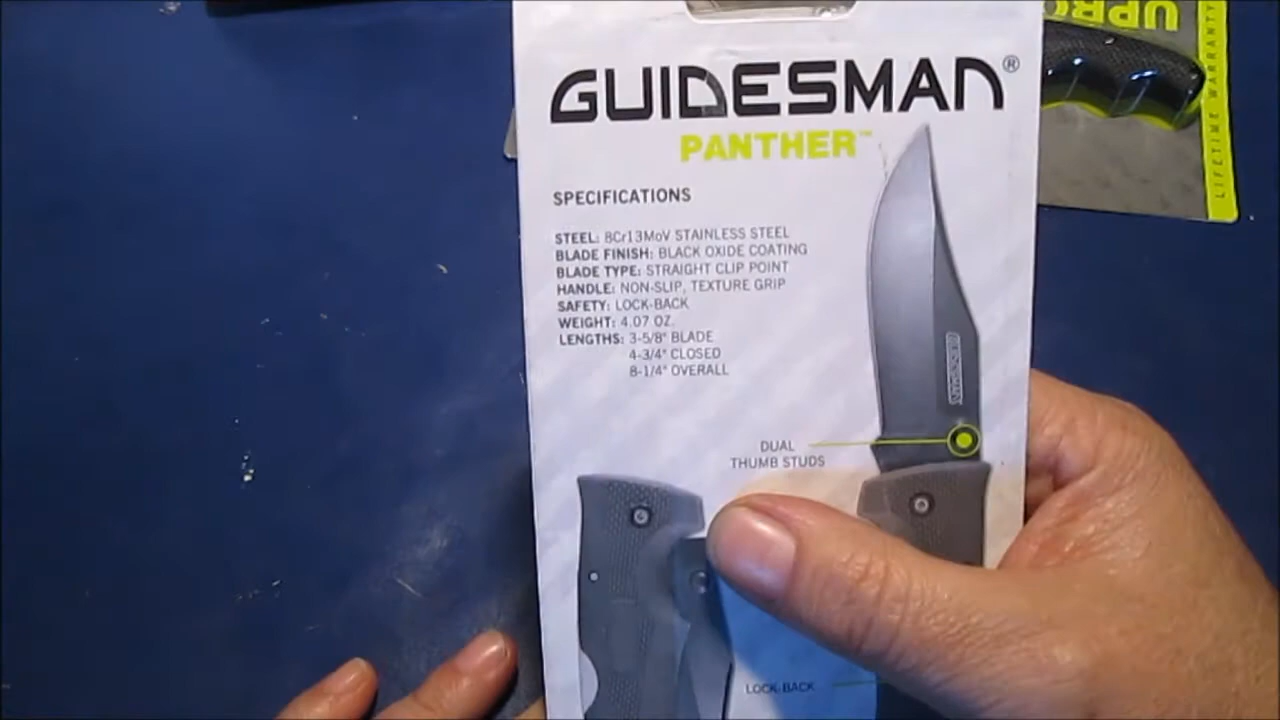 GUIDESMAN®
PANTHER™
SPECIFICATIONS
STEEL: 8Cr13MoV STAINLESS STEEL
BLADE FINISH: BLACK OXIDE COATING
BLADE TYPE: STRAIGHT CLIP POINT
HANDLE: NON-SLIP, TEXTURE GRIP
SAFETY: LOCK-BACK
WEIGHT: 4.07 OZ.
LENGTHS: 3-5/8" BLADE
4-3/4" CLOSED
8-1/4" OVERALL
DUAL
THUMB STUDS
LOCK-BACK
UPRO
LIFETIME WARRANTY